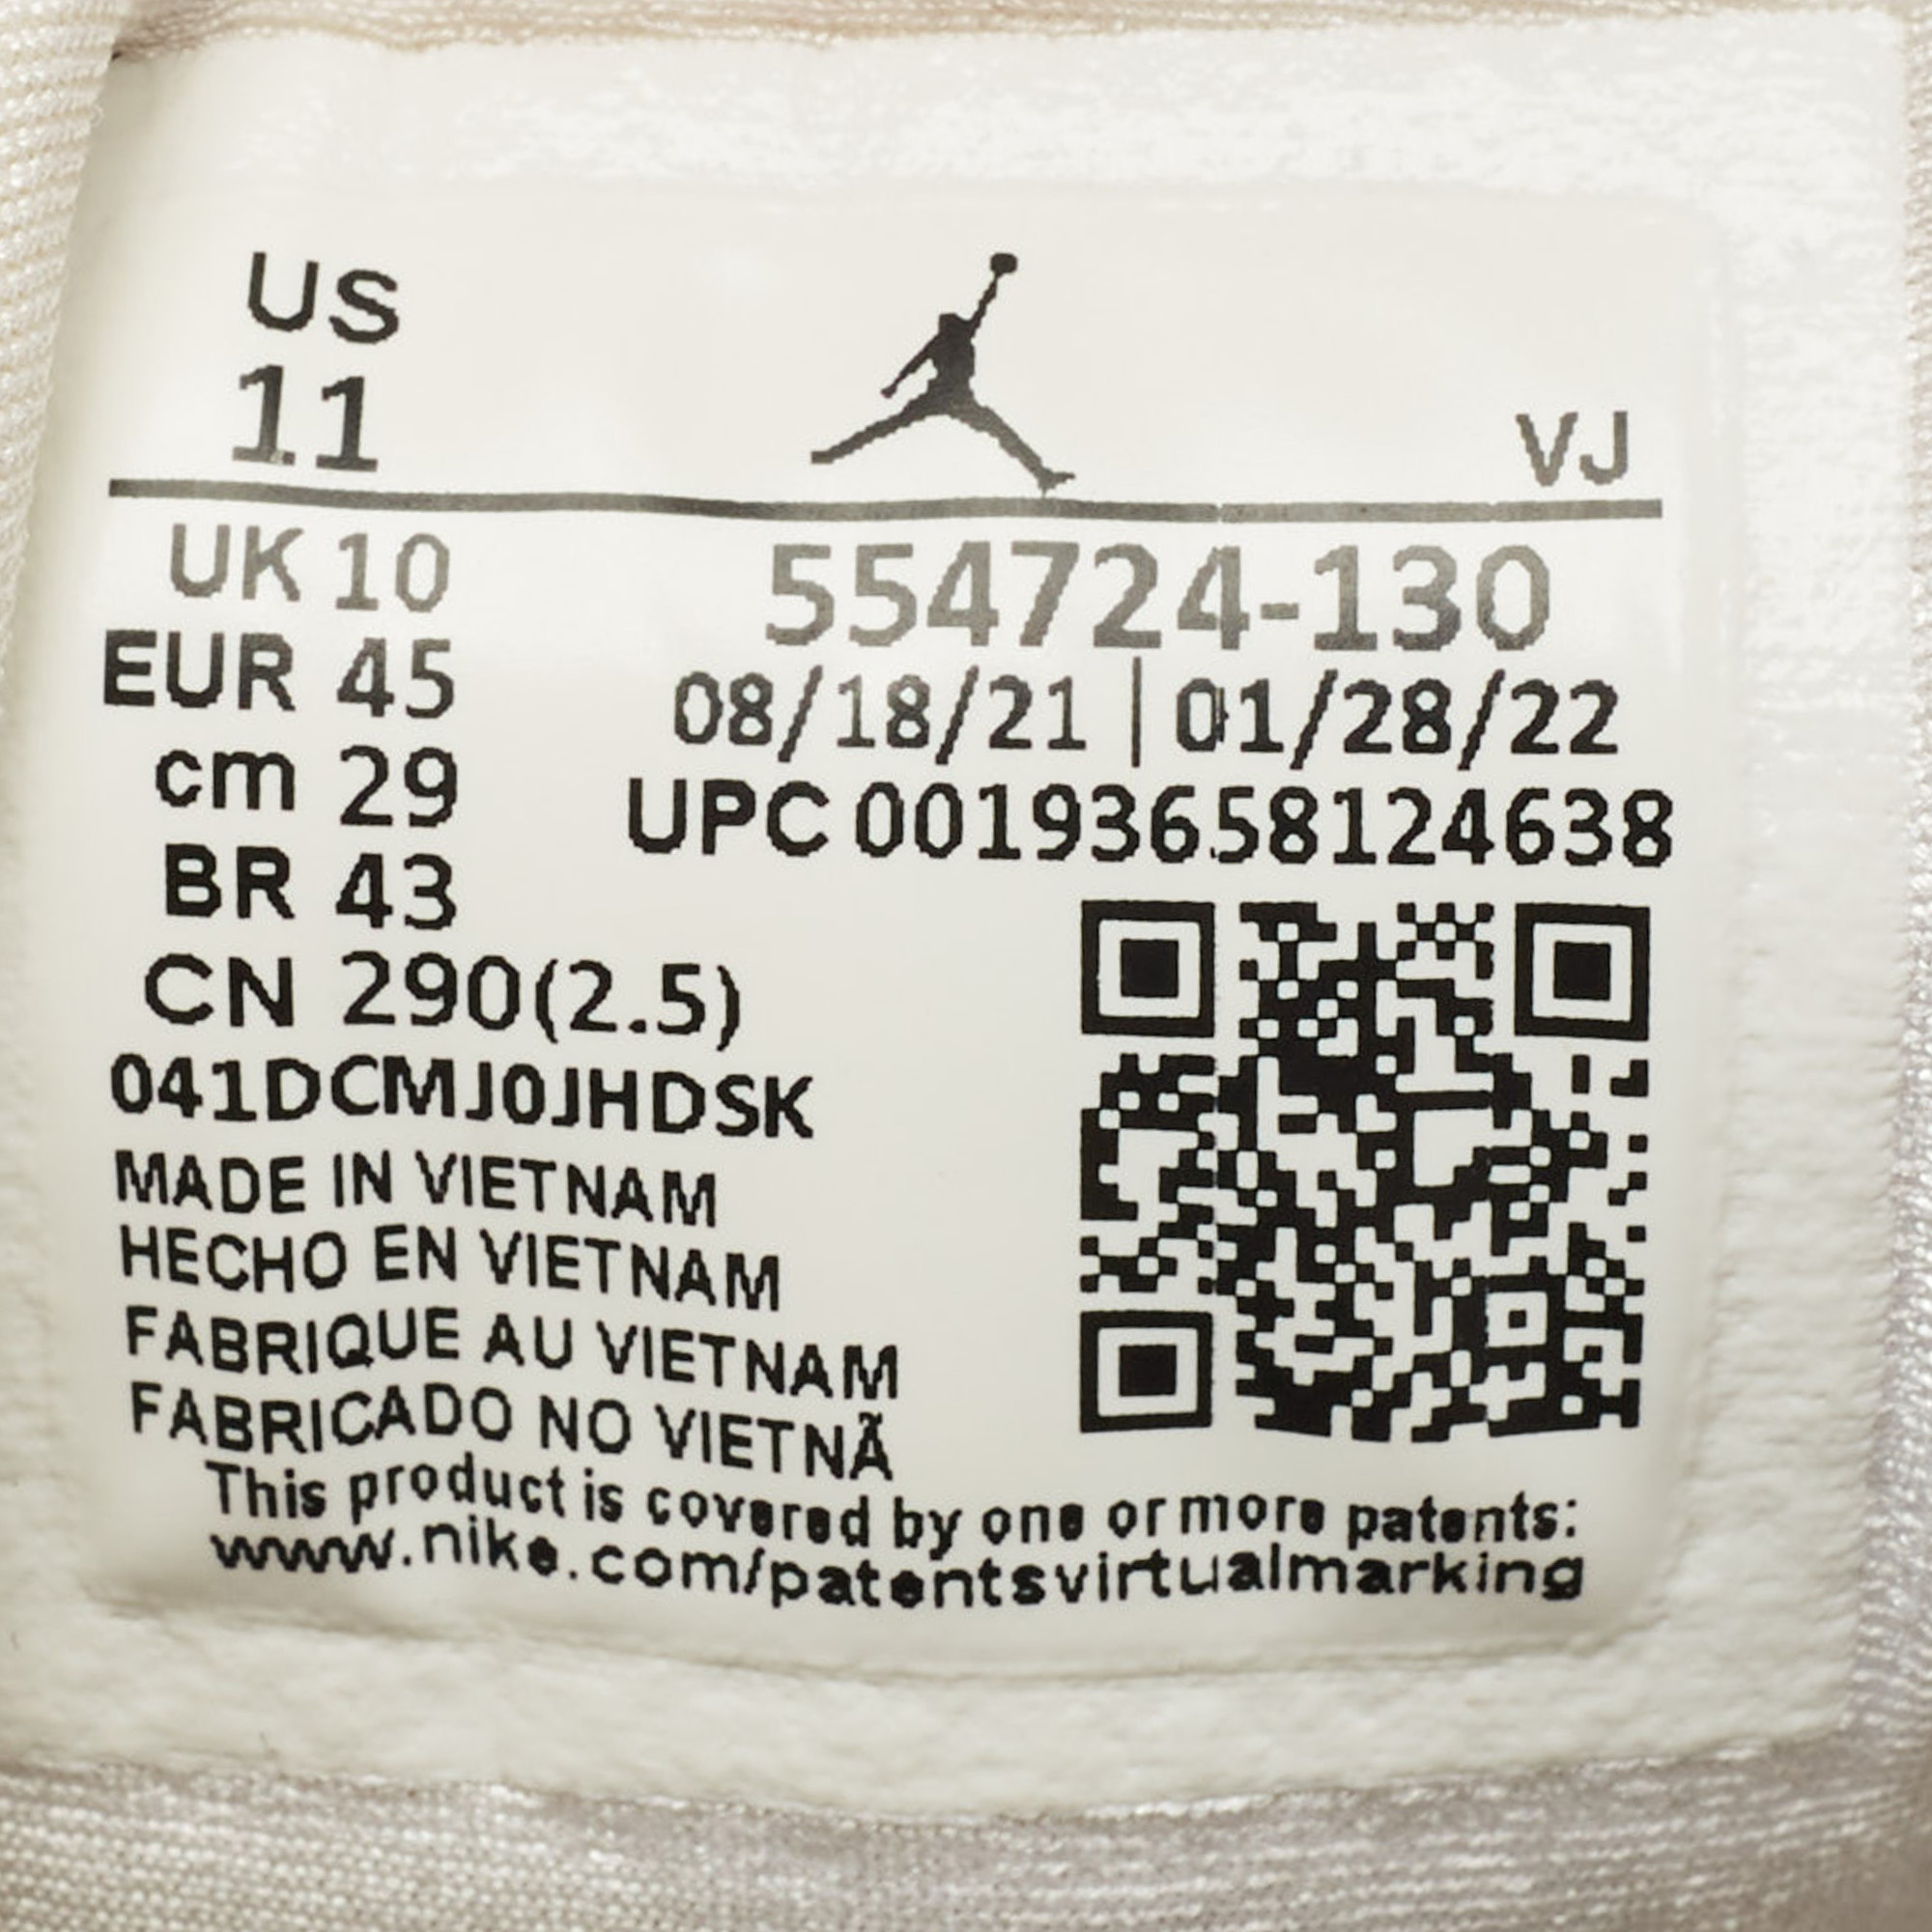 US
11
VJ
UK 10
554724-130
EUR 45
08/18/21 | 01/28/22
cm 29
UPC 00193658124638
BR 43
CN 290(2.5)
041DCMJ0JHDSK
MADE IN VIETNAM
HECHO EN VIETNAM
FABRIQUE AU VIETNAM
FABRICADO NO VIETNÃ
This product is covered by one or more patents:
www.nike.com/patentsvirtualmarking